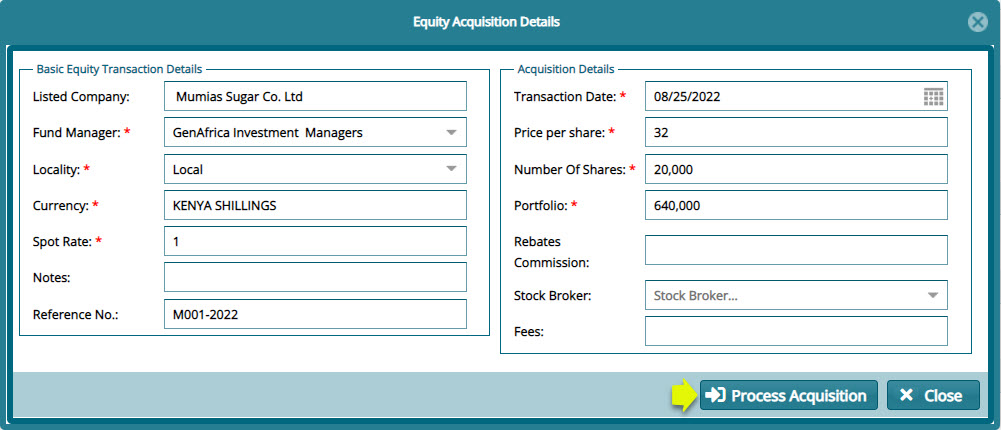 Equity Acquisition Details
Basic Equity Transaction Details
Listed Company: Mumias Sugar Co. Ltd
Fund Manager: * GenAfrica Investment Managers
Locality: * Local
Currency: * KENYA SHILLINGS
Spot Rate: * 1
Notes:
Reference No.: M001-2022
Acquisition Details
Transaction Date: * 08/25/2022
Price per share: * 32
Number Of Shares: * 20,000
Portfolio: * 640,000
Rebates
Commission:
Stock Broker: Stock Broker...
Fees:
Process Acquisition
Close